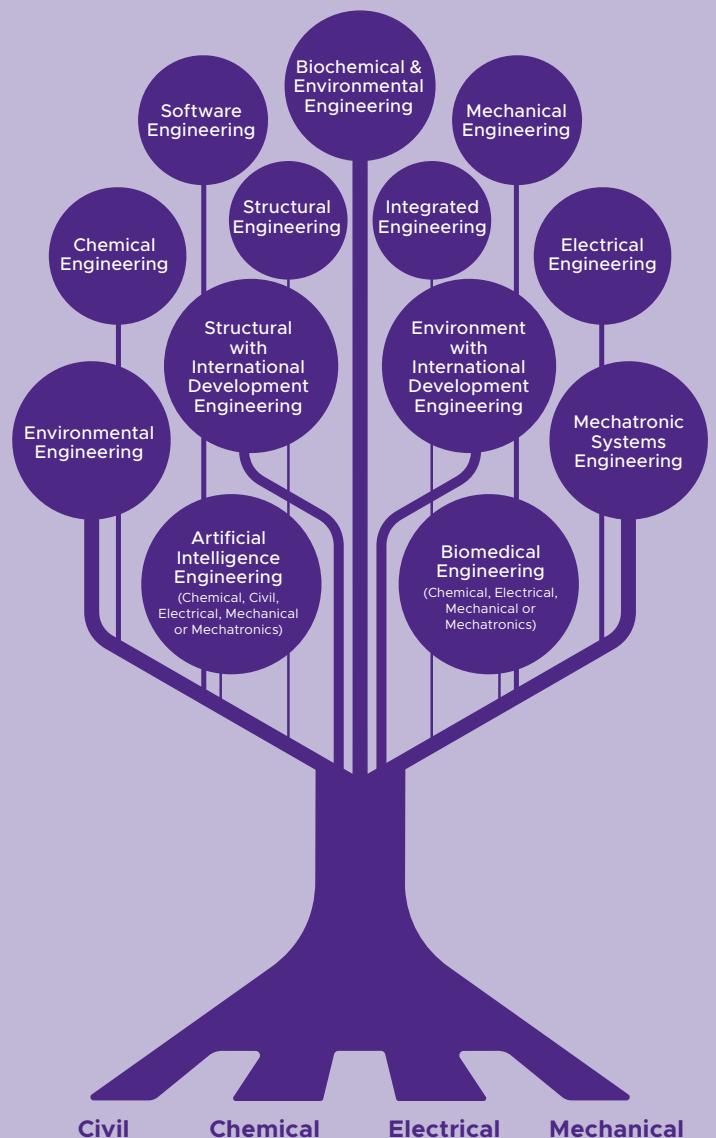 Biochemical &
Environmental
Engineering
Software
Engineering
Mechanical
Engineering
Structural
Engineering
Integrated
Engineering
Chemical
Engineering
Electrical
Engineering
Structural
with
International
Development
Engineering
Environment
with
International
Development
Engineering
Environmental
Engineering
Mechatronic
Systems
Engineering
Artificial
Intelligence
Engineering
(Chemical, Civil,
Electrical, Mechanical
or Mechatronics)
Biomedical
Engineering
(Chemical, Electrical,
Mechanical or
Mechatronics)
Civil
Chemical
Electrical
Mechanical